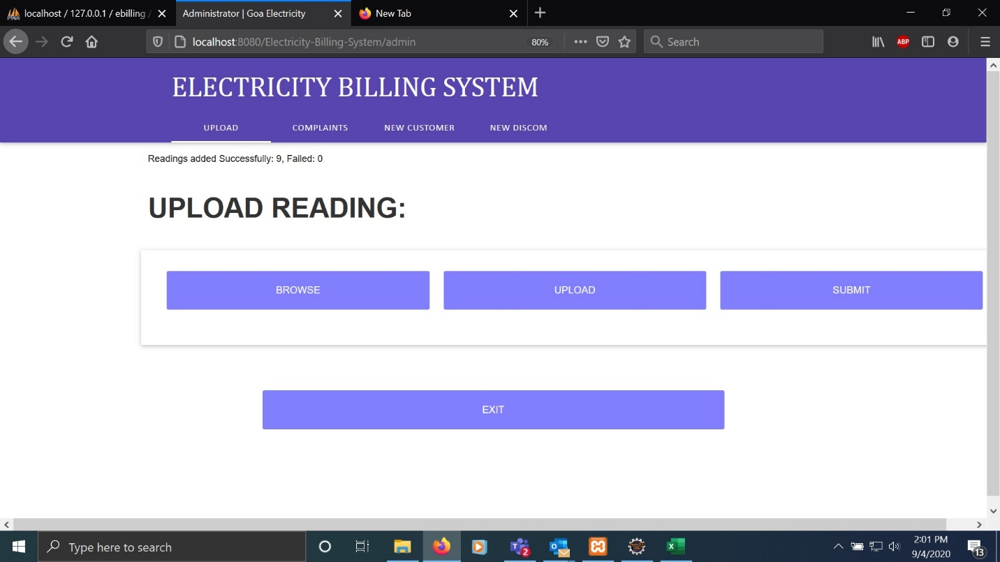 localhost / 127.0.0.1 / ebilling /
Administrator | Goa Electricity
New Tab
localhost:8080/Electricity-Billing-System/admin
80%
Search
ABP
ELECTRICITY BILLING SYSTEM
UPLOAD COMPLAINTS NEW CUSTOMER NEW DISCOM
Readings added Successfully: 9, Failed: 0
UPLOAD READING:
BROWSE UPLOAD SUBMIT
EXIT
Type here to search
2
2:01 PM
9/4/2020
13